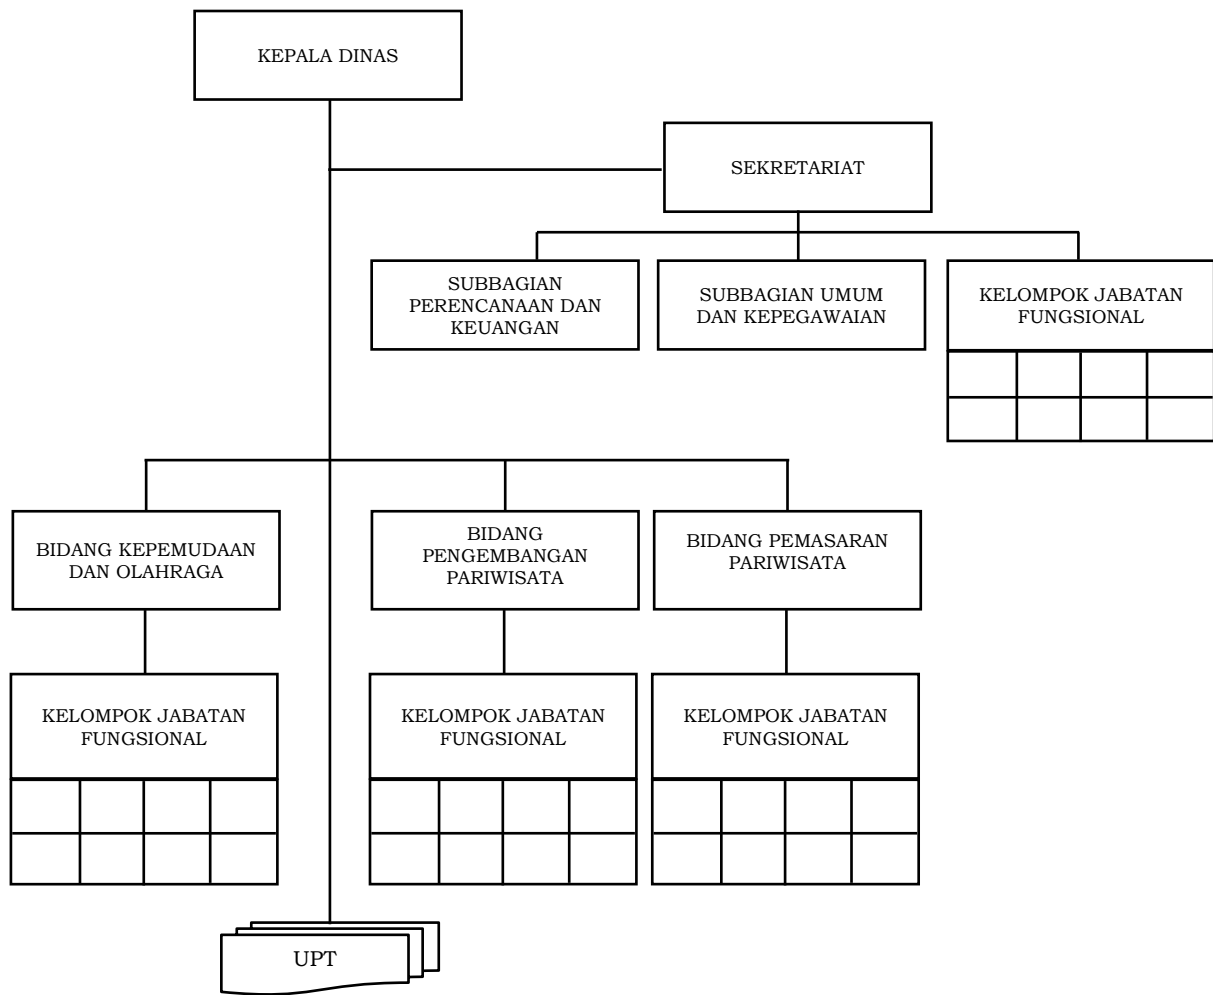 KEPALA DINAS
SEKRETARIAT
SUBBAGIAN
PERENCANAAN DAN
KEUANGAN
SUBBAGIAN UMUM
DAN KEPEGAWAIAN
KELOMPOK JABATAN
FUNGSIONAL
BIDANG KEPEMUDAAN
DAN OLAHRAGA
BIDANG
PENGEMBANGAN
PARIWISATA
BIDANG PEMASARAN
PARIWISATA
KELOMPOK JABATAN
FUNGSIONAL
KELOMPOK JABATAN
FUNGSIONAL
KELOMPOK JABATAN
FUNGSIONAL
UPT